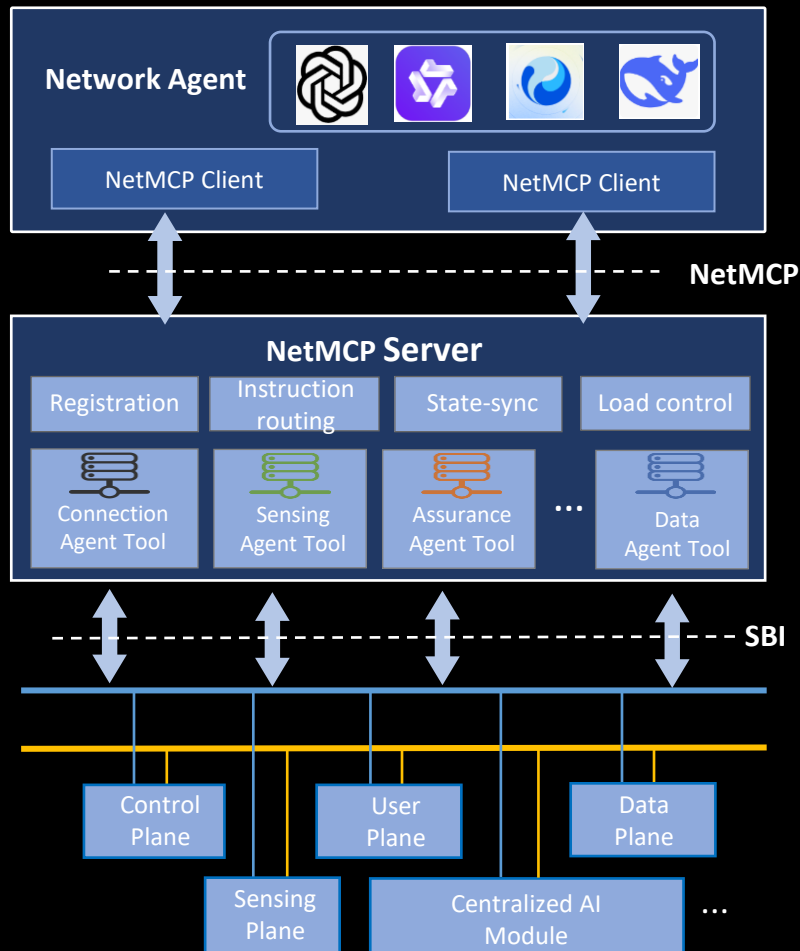 Network Agent
NetMCP Client
NetMCP Client
NetMCP
NetMCP Server
Registration
Instruction
routing
State-sync
Load control
Connection
Agent Tool
Sensing
Agent Tool
Assurance
Agent Tool
...
Data
Agent Tool
SBI
Control
Plane
User
Plane
Data
Plane
Sensing
Plane
Centralized AI
Module
...